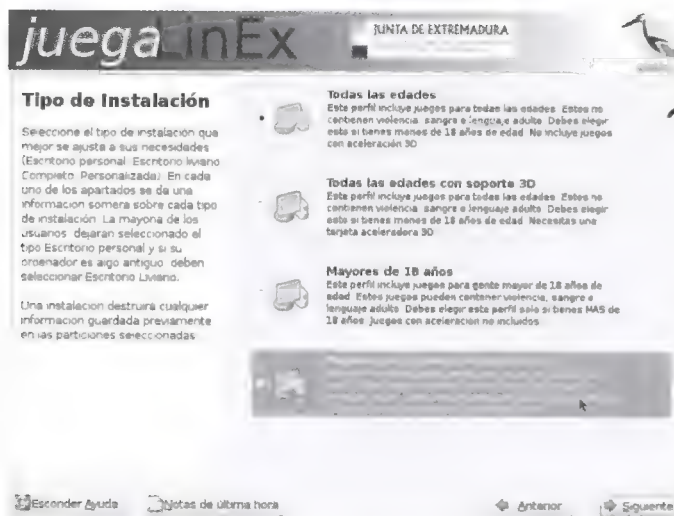 juegaLinEx
JUNTA DE EXTREMADURA
Tipo de Instalación
Seleccione el tipo de instalación que
mejor se ajusta a sus necesidades
(Escritorio personal Escritorio liviano
Completo Personalizada) En cada
uno de los apartados se da una
informacion somera sobre cada tipo
de instalación La mayoria de los
usuarios dejaran seleccionado el
tipo Escritorio personal y si su
ordenador es algo antiguo deben
seleccionar Escritorio Liviano.
Una instalacion destruira cualquier
informacion guardada previamente
en las particiones seleccionadas
Todas las edades
Este perfil incluye juegos para todas las edades Estos no
contienen violencia sangre o lenguaje adulto Debes elegir
este si tienes menos de 18 años de edad No incluye juegos
con aceleración 3D
Todas las edades con soporte 3D
Este perfil incluye juegos para todas las edades Estos no
contienen violencia sangre o lenguaje adulto Debes elegir
este si tienes menos de 18 años de edad Necesitas una
tarjeta aceleradora 3D
Mayores de 18 años
Este perfil incluye juegos para gente mayor de 18 años de
edad Estos juegos pueden contener violencia, sangre o
lenguaje adulto Debes elegir este perfil solo si tienes MAS de
18 años Juegos con aceleracion no incluidos
Esconder Ayuda
Notas de última hora
Anterior
Siguiente